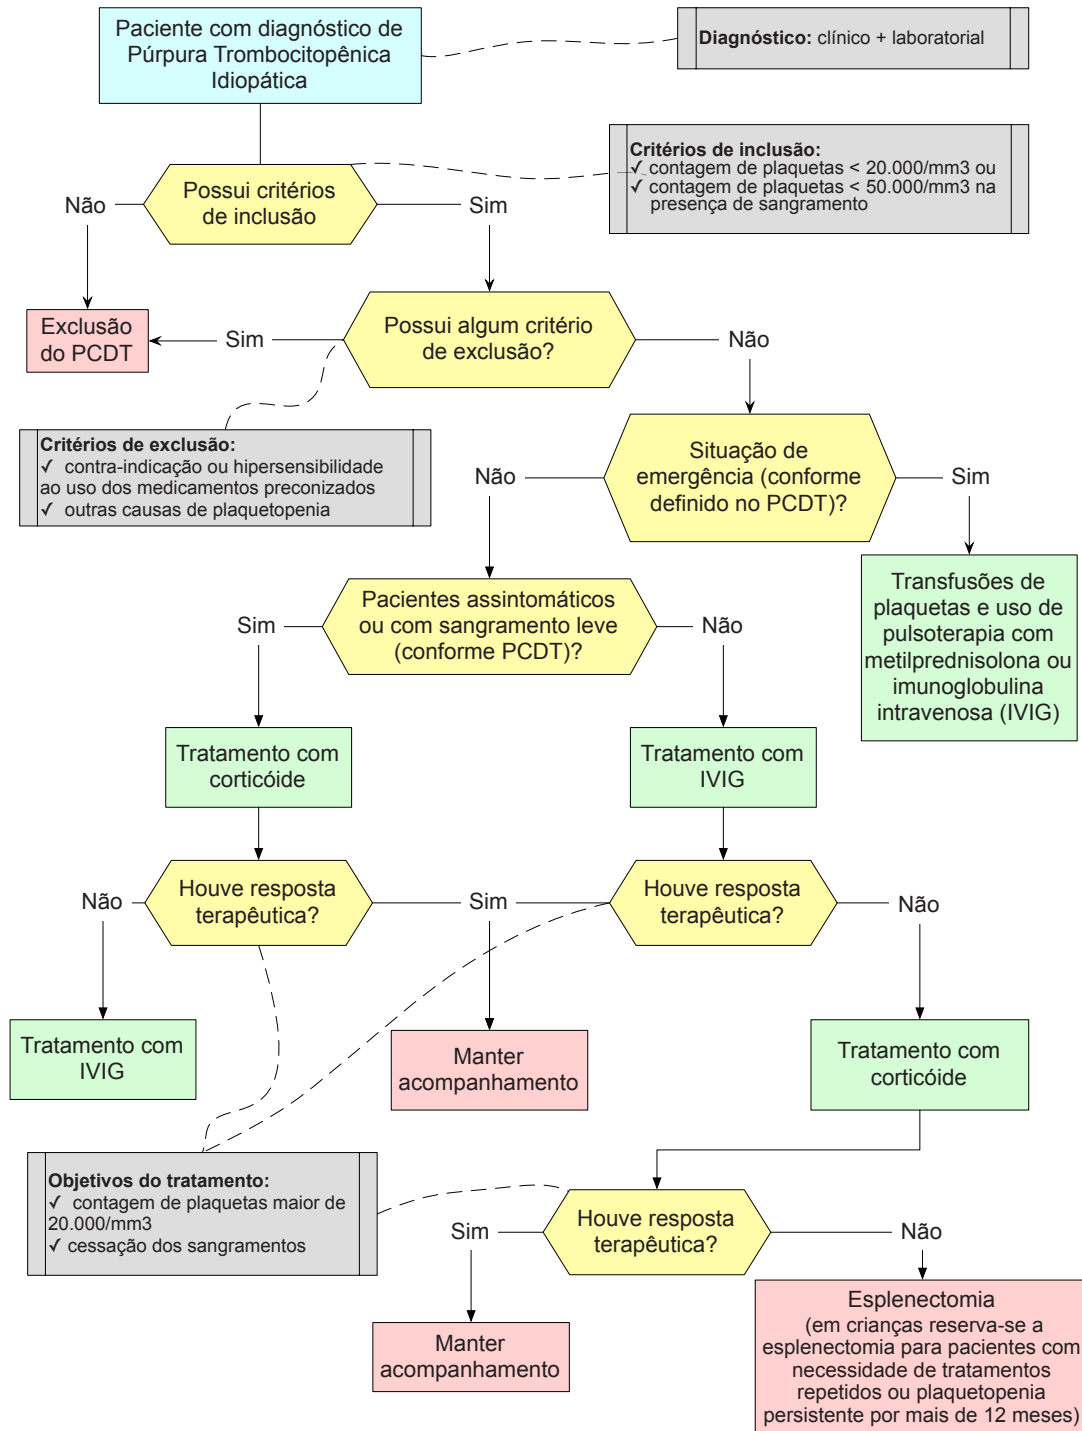 Paciente com diagnóstico de
Púrpura Trombocitopênica
Idiopática
Diagnóstico: clínico + laboratorial
Critérios de inclusão:
✓ contagem de plaquetas < 20.000/mm3 ou
✓ contagem de plaquetas < 50.000/mm3 na
presença de sangramento
Possui critérios
de inclusão
Não
Sim
Exclusão
do PCDT
Sim
Possui algum critério
de exclusão?
Não
Critérios de exclusão:
✓ contra-indicação ou hipersensibilidade
ao uso dos medicamentos preconizados
✓ outras causas de plaquetopenia
Não
Situação de
emergência (conforme
definido no PCDT)?
Sim
Transfusões de
plaquetas e uso de
pulsoterapia com
metilprednisolona ou
imunoglobulina
intravenosa (IVIG)
Sim
Pacientes assintomáticos
ou com sangramento leve
(conforme PCDT)?
Não
Tratamento com
corticóide
Tratamento com
IVIG
Não
Houve resposta
terapêutica?
Sim
Houve resposta
terapêutica?
Não
Tratamento com
IVIG
Manter
acompanhamento
Tratamento com
corticóide
Objetivos do tratamento:
✓ contagem de plaquetas maior de
20.000/mm3
✓ cessação dos sangramentos
Sim
Houve resposta
terapêutica?
Não
Manter
acompanhamento
Esplenectomia
(em crianças reserva-se a
esplenectomia para pacientes com
necessidade de tratamentos
repetidos ou plaquetopenia
persistente por mais de 12 meses)